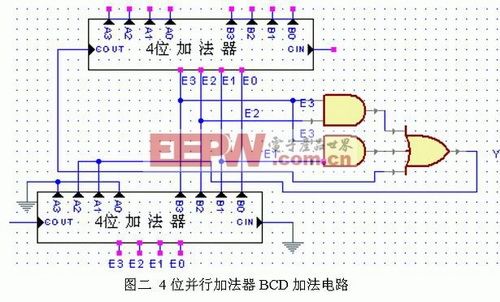 A3 A2 A1 A0 B3 B2 B1 B0
COUT 4位加法器 CIN
E3 E2 E1 E0
E3
E2
E3
E1
Y
EEPW 电子產品世界
.com.cn
A3 A2 A1 A0 B3 B2 B1 B0
COUT 4位加法器 CIN
E3 E2 E1 E0
图二 4位并行加法器BCD加法电路